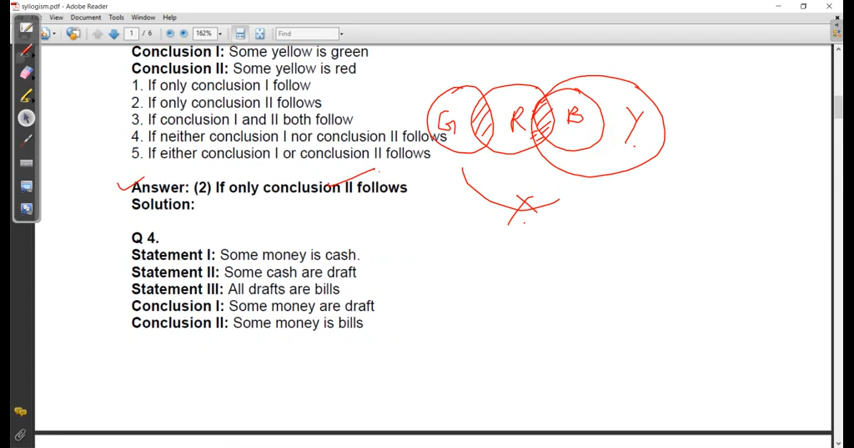 syllogism.pdf - Adobe Reader
Edit View Document Tools Window Help
1 / 6 162% Find
Conclusion I: Some yellow is green
Conclusion II: Some yellow is red
1. If only conclusion I follow
2. If only conclusion II follows
3. If conclusion I and II both follow
4. If neither conclusion I nor conclusion II follows
5. If either conclusion I or conclusion II follows
G R B Y
Answer: (2) If only conclusion II follows
Solution:
Q 4.
Statement I: Some money is cash.
Statement II: Some cash are draft
Statement III: All drafts are bills
Conclusion I: Some money are draft
Conclusion II: Some money is bills